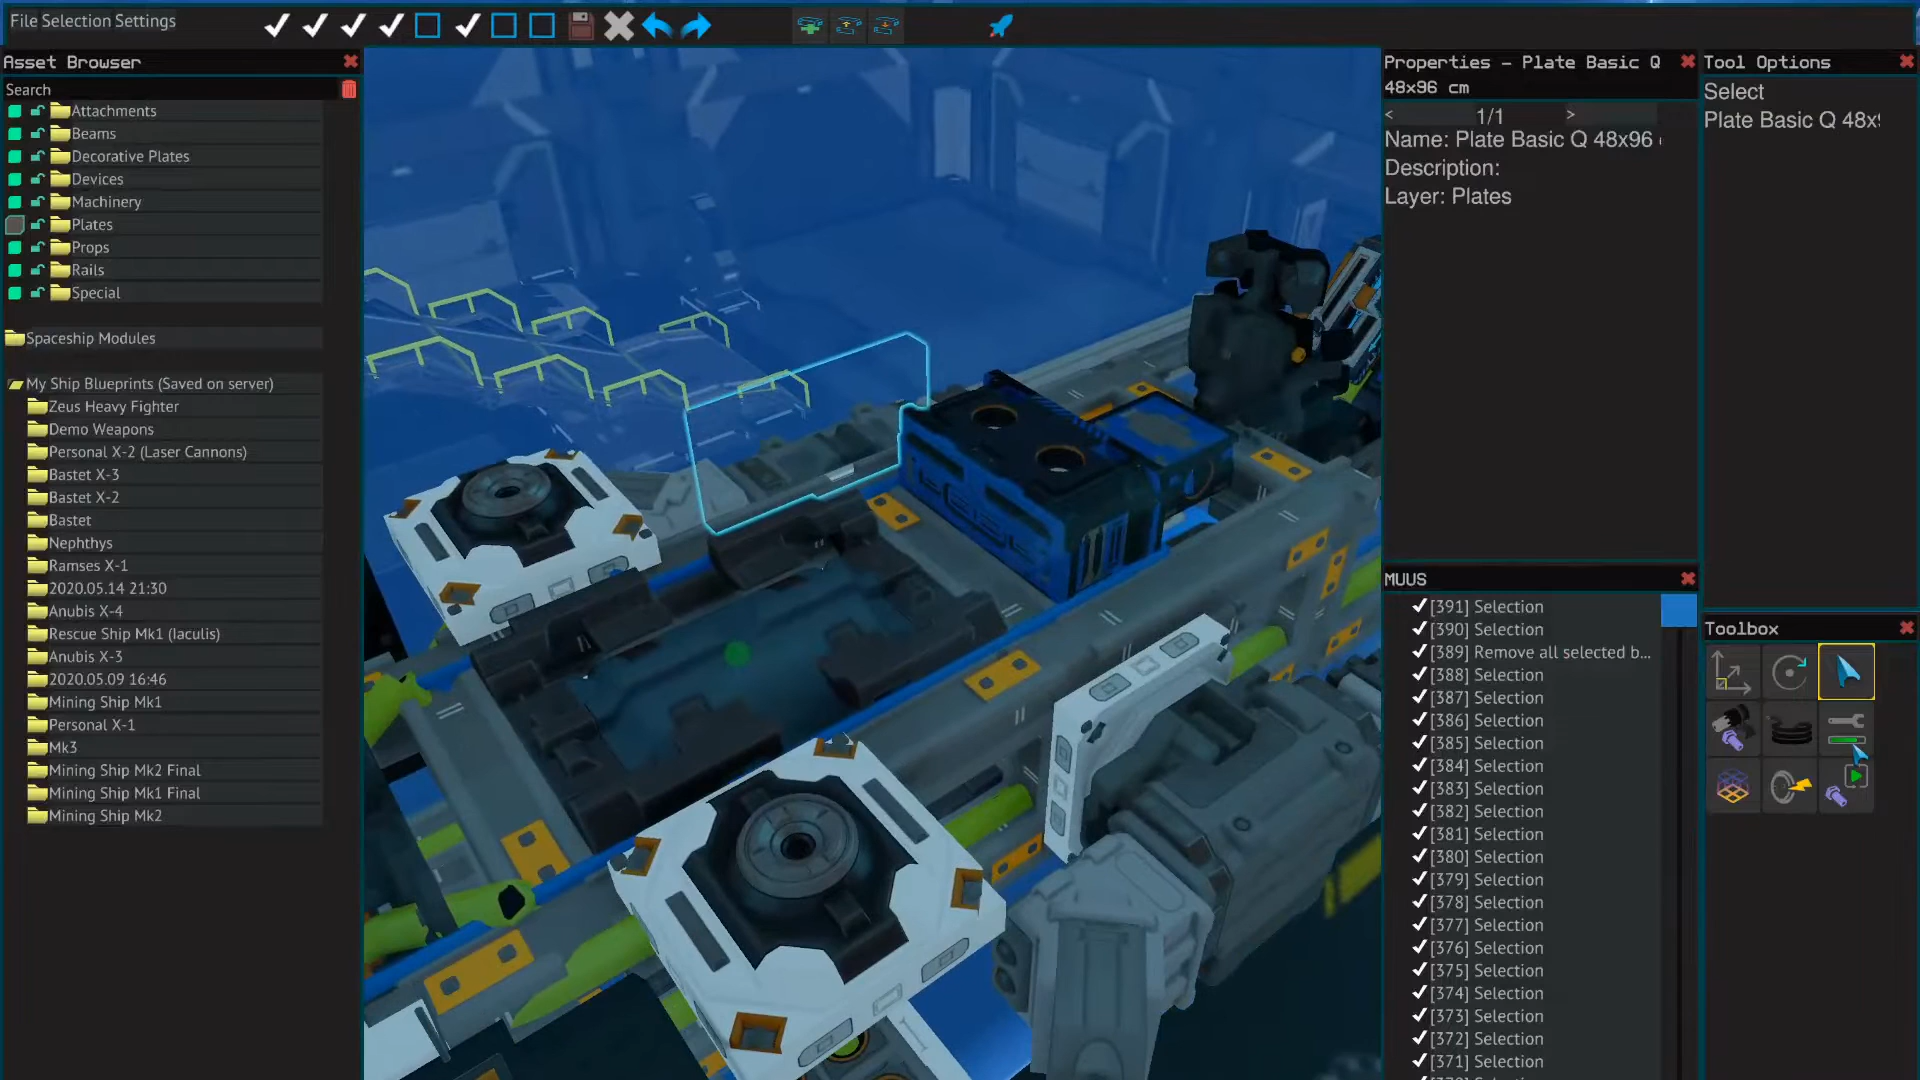 File Selection Settings
Asset Browser
Search
Attachments
Beams
Decorative Plates
Devices
Machinery
Plates
Props
Rails
Special
Spaceship Modules
My Ship Blueprints (Saved on server)
Zeus Heavy Fighter
Demo Weapons
Personal X-2 (Laser Cannons)
Bastet X-3
Bastet X-2
Bastet
Nephthys
Ramses X-1
2020.05.14 21:30
Anubis X-4
Rescue Ship Mk1 (Iaculis)
Anubis X-3
2020.05.09 16:46
Mining Ship Mk1
Personal X-1
Mk3
Mining Ship Mk2 Final
Mining Ship Mk1 Final
Mining Ship Mk2
Properties - Plate Basic Q
48x96 cm
< 1/1 >
Name: Plate Basic Q 48x96
Description:
Layer: Plates
MUUS
[391] Selection
[390] Selection
[389] Remove all selected b...
[388] Selection
[387] Selection
[386] Selection
[385] Selection
[384] Selection
[383] Selection
[382] Selection
[381] Selection
[380] Selection
[379] Selection
[378] Selection
[377] Selection
[376] Selection
[375] Selection
[374] Selection
[373] Selection
[372] Selection
[371] Selection
Tool Options
Select
Plate Basic Q 48x
Toolbox